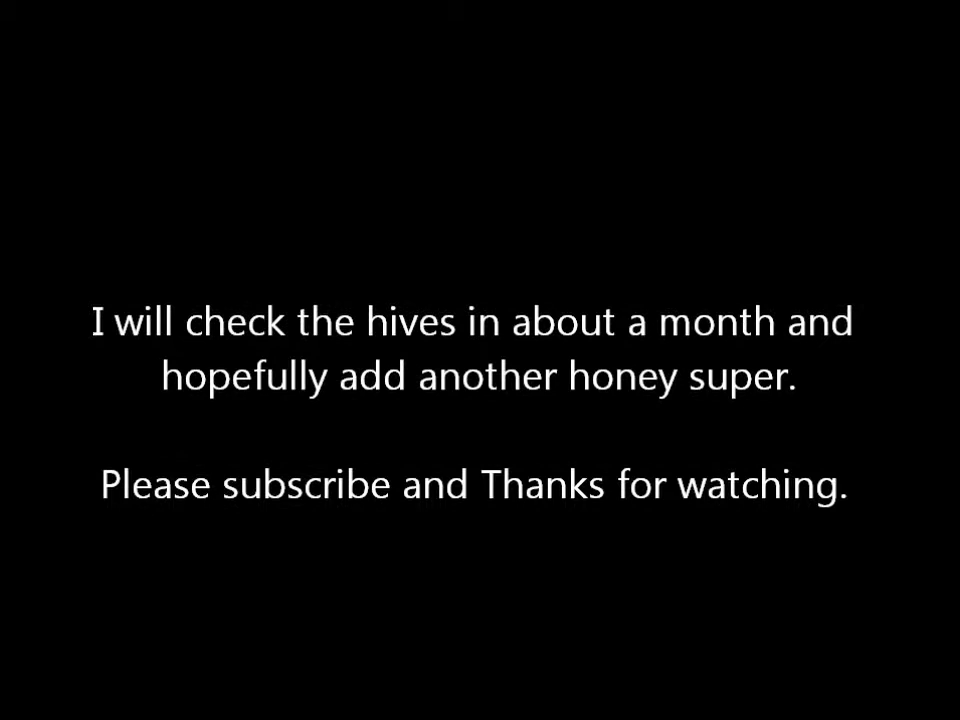 I will check the hives in about a month and
hopefully add another honey super.
Please subscribe and Thanks for watching.